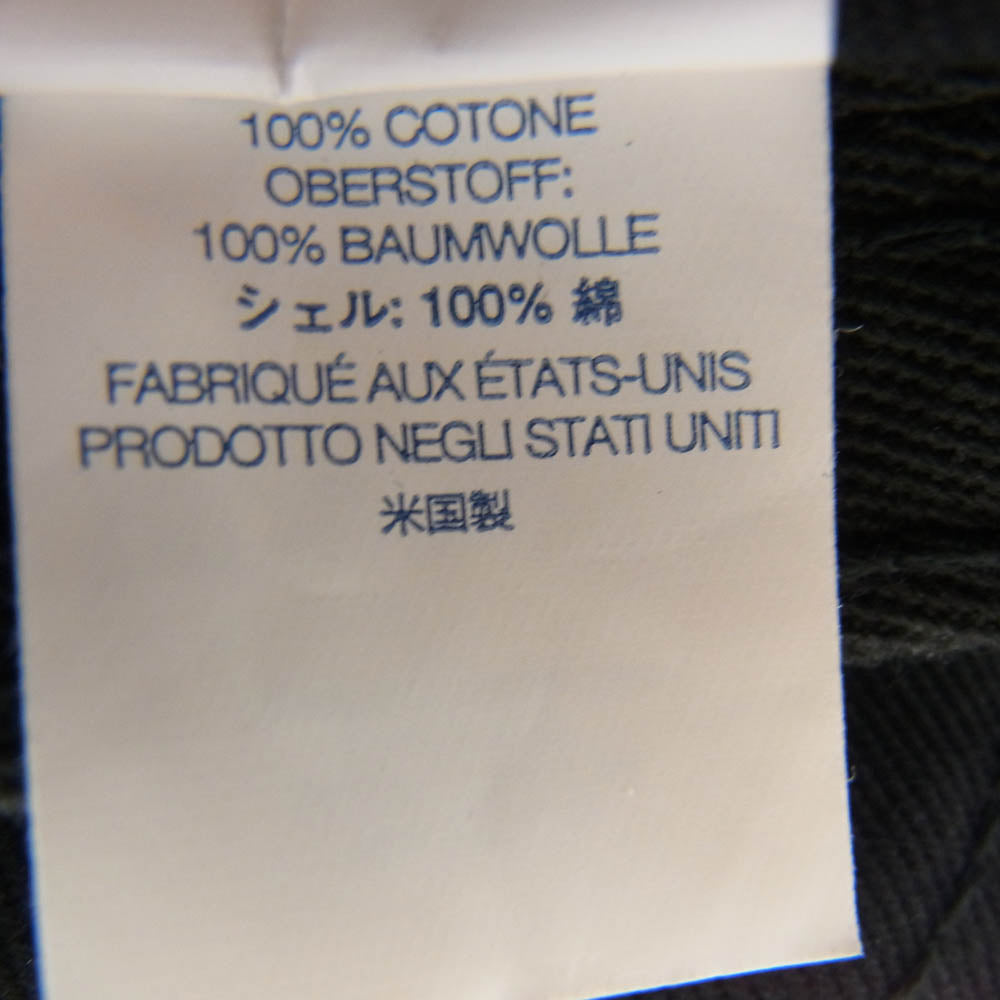 100% COTONE
OBERSTOFF:
100% BAUMWOLLE
シェル: 100% 綿
FABRIQUÉ AUX ÉTATS-UNIS
PRODOTTO NEGLI STATI UNITI
米国製